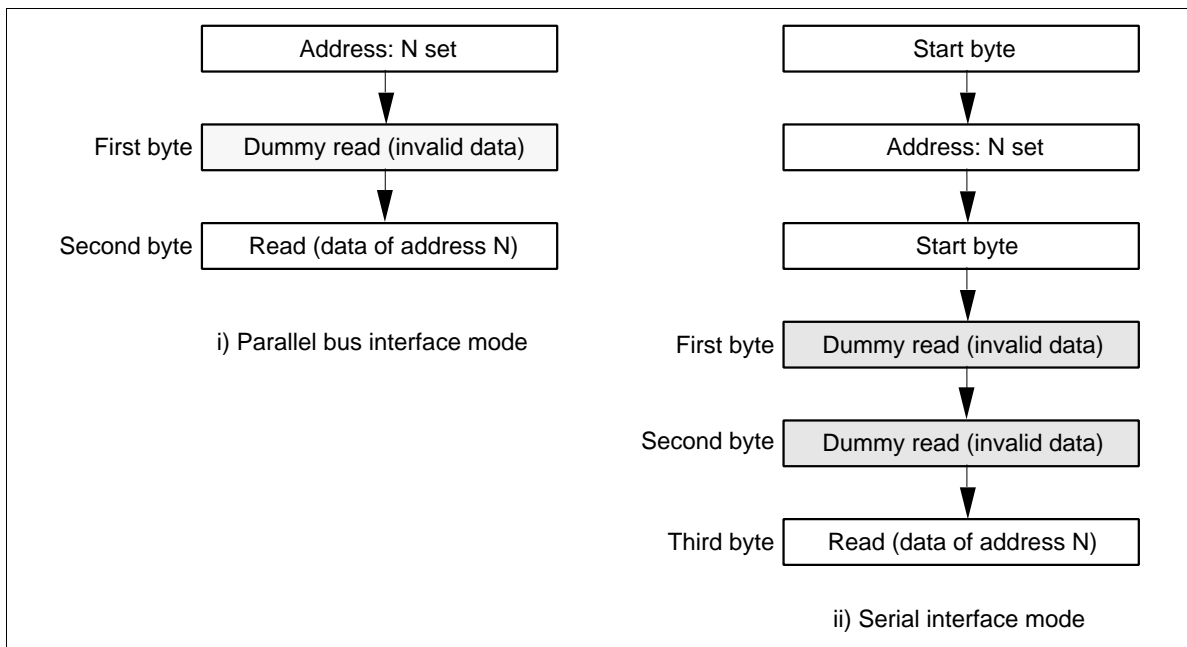 Address: N set
First byte
Dummy read (invalid data)
Second byte
Read (data of address N)
i) Parallel bus interface mode
Start byte
Address: N set
Start byte
First byte
Dummy read (invalid data)
Second byte
Dummy read (invalid data)
Third byte
Read (data of address N)
ii) Serial interface mode